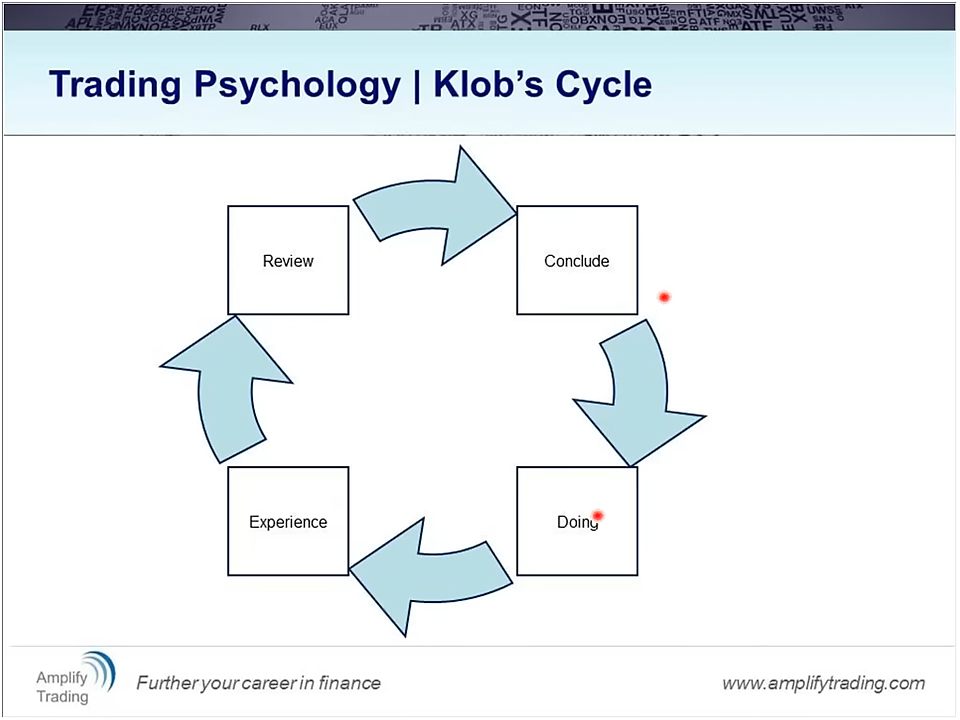 Trading Psychology | Klob's Cycle
Review
Conclude
Experience
Doing
Amplify
Trading
Further your career in finance
www.amplifytrading.com